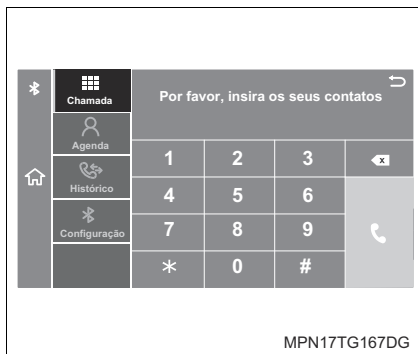 Chamada
Por favor, insira os seus contatos
Agenda
Histórico
Configuração
1 2 3 x
4 5 6
7 8 9
* 0 #
MPN17TG167DG